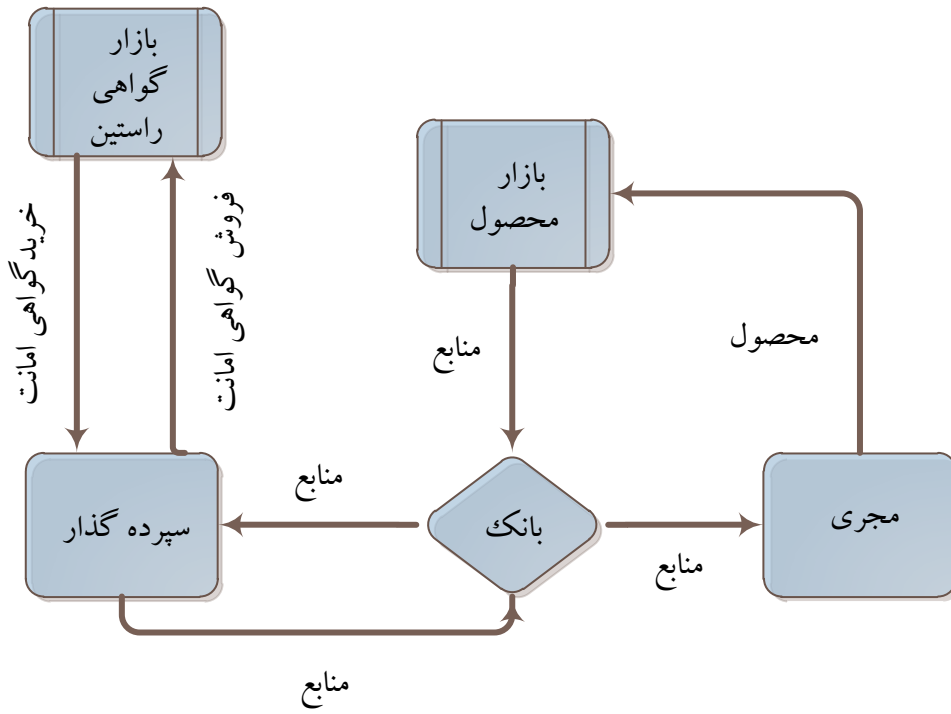 بازار
گواهی
راستین
بازار
محصول
خرید گواهی امانت
فروش گواهی امانت
منابع
محصول
سپرده گذار
منابع
بانک
منابع
مجری
منابع